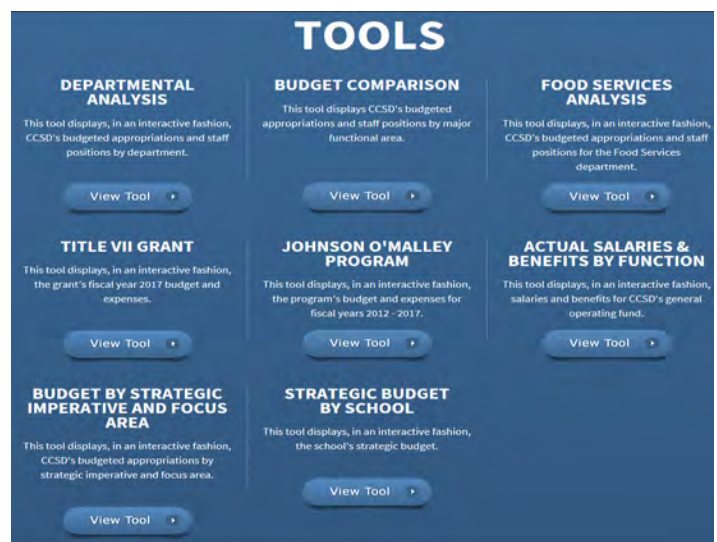 TOOLS
DEPARTMENTAL
ANALYSIS
This tool displays, in an interactive fashion,
CCSD's budgeted appropriations and staff
positions by department.
View Tool
BUDGET COMPARISON
This tool displays CCSD's budgeted
appropriations and staff positions by major
functional area.
View Tool
FOOD SERVICES
ANALYSIS
This tool displays, in an interactive fashion,
CCSD's budgeted appropriations and staff
positions for the Food Services
department.
View Tool
TITLE VII GRANT
This tool displays, in an interactive fashion,
the grant's fiscal year 2017 budget and
expenses.
View Tool
JOHNSON O'MALLEY
PROGRAM
This tool displays, in an interactive fashion,
the program's budget and expenses for
fiscal years 2012 - 2017.
View Tool
ACTUAL SALARIES &
BENEFITS BY FUNCTION
This tool displays, in an interactive fashion,
salaries and benefits for CCSD's general
operating fund.
View Tool
BUDGET BY STRATEGIC
IMPERATIVE AND FOCUS
AREA
This tool displays, in an interactive fashion,
CCSD's budgeted appropriations by
strategic imperative and focus area.
View Tool
STRATEGIC BUDGET
BY SCHOOL
This tool displays, in an interactive fashion,
the school's strategic budget.
View Tool